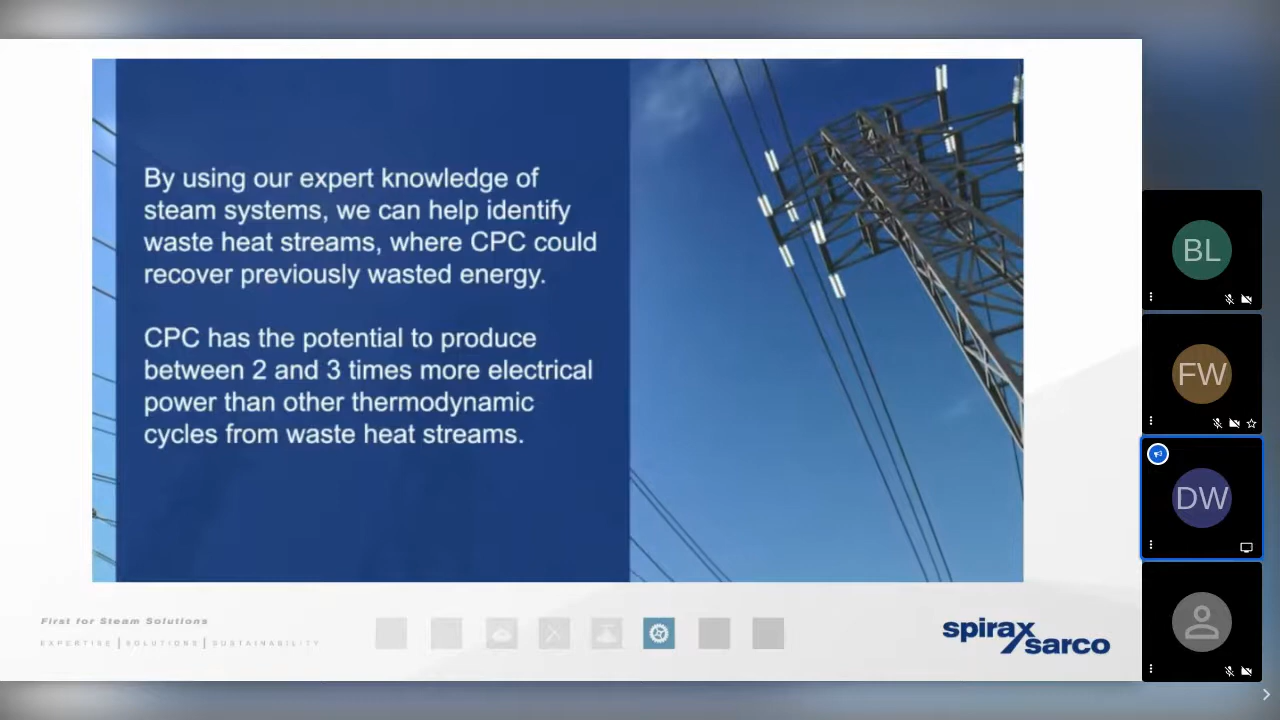 By using our expert knowledge of
steam systems, we can help identify
waste heat streams, where CPC could
recover previously wasted energy.
CPC has the potential to produce
between 2 and 3 times more electrical
power than other thermodynamic
cycles from waste heat streams.
First for Steam Solutions
EXPERTISE | SOLUTIONS | SUSTAINABILITY
spirax
sarco
BL
FW
DW